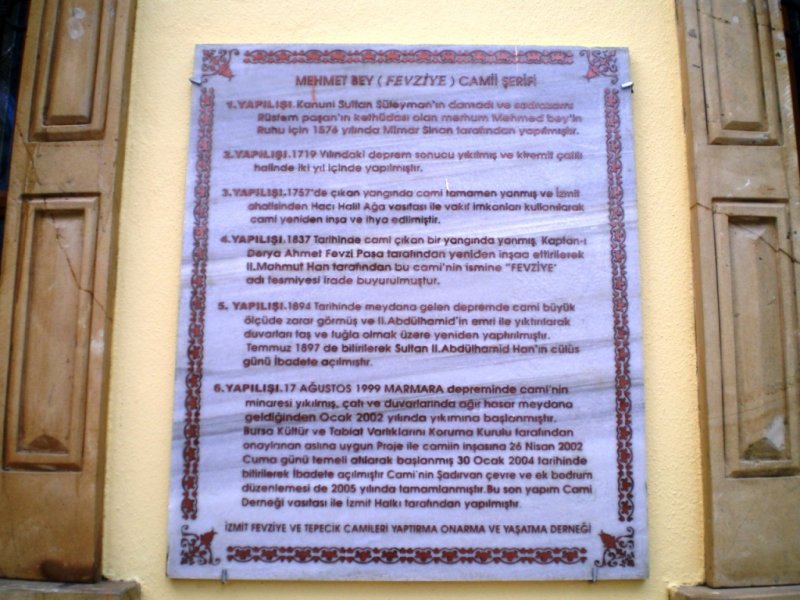 MEHMET BEY ( FEVZİYE ) CAMİİ ŞERİFİ
1.YAPILIŞI.Kanuni Sultan Süleyman'ın damadı ve sadrazamı
Rüstem paşan'ın kethüdası olan merhum Mehmed bey'in
Ruhu için 1576 yılında Mimar Sinan tarafından yapılmıştır.
2.YAPILIŞI.1719 Yılındaki deprem sonucu yıkılmış ve kiremit çatılı
halinde iki yıl içinde yapılmıştır.
3.YAPILIŞI.1757'de çıkan yangında cami tamamen yanmış ve İzmit
ahalisinden Hacı Halil Ağa vasıtası ile vakıf imkanları kullanılarak
cami yeniden inşa ve ihya edilmiştir.
4.YAPILIŞI.1837 Tarihinde cami çıkan bir yangında yanmış, Kaptan-ı
Derya Ahmet Fevzi Paşa tarafından yeniden inşaa ettirilerek
II.Mahmut Han tarafından bu cami'nin ismine "FEVZİYE'
adı tesmiyesi irade buyurulmuştur.
5. YAPILIŞI.1894 Tarihinde meydana gelen depremde cami büyük
ölçüde zarar görmüş ve II.Abdülhamid'in emri ile yıktırılarak
duvarları taş ve tuğla olmak üzere yeniden yaptırılmıştır.
Temmuz 1897 de bitirilerek Sultan II.Abdülhamid Han'ın cülüs
günü İbadete açılmıştır.
6.YAPILIŞI.17 AĞUSTOS 1999 MARMARA depreminde cami'nin
minaresi yıkılmış, çatı ve duvarlarında ağır hasar meydana
geldiğinden Ocak 2002 yılında yıkımına başlanmıştır.
Bursa Kültür ve Tabiat Varlıklarını Koruma Kurulu tarafından
onaylanan aslına uygun Proje ile camiin inşasına 26 Nisan 2002
Cuma günü temeli atılarak başlanmış 30 Ocak 2004 tarihinde
bitirilerek İbadete açılmıştır Cami'nin Şadırvan çevre ve ek bodrum
düzenlemesi de 2005 yılında tamamlanmıştır.Bu son yapım Cami
Derneği vasıtası ile İzmit Halkı tarafından yapılmıştır.
İZMİT FEVZİYE VE TEPECİK CAMİLERİ YAPTIRMA ONARMA VE YAŞATMA DERNEĞİ